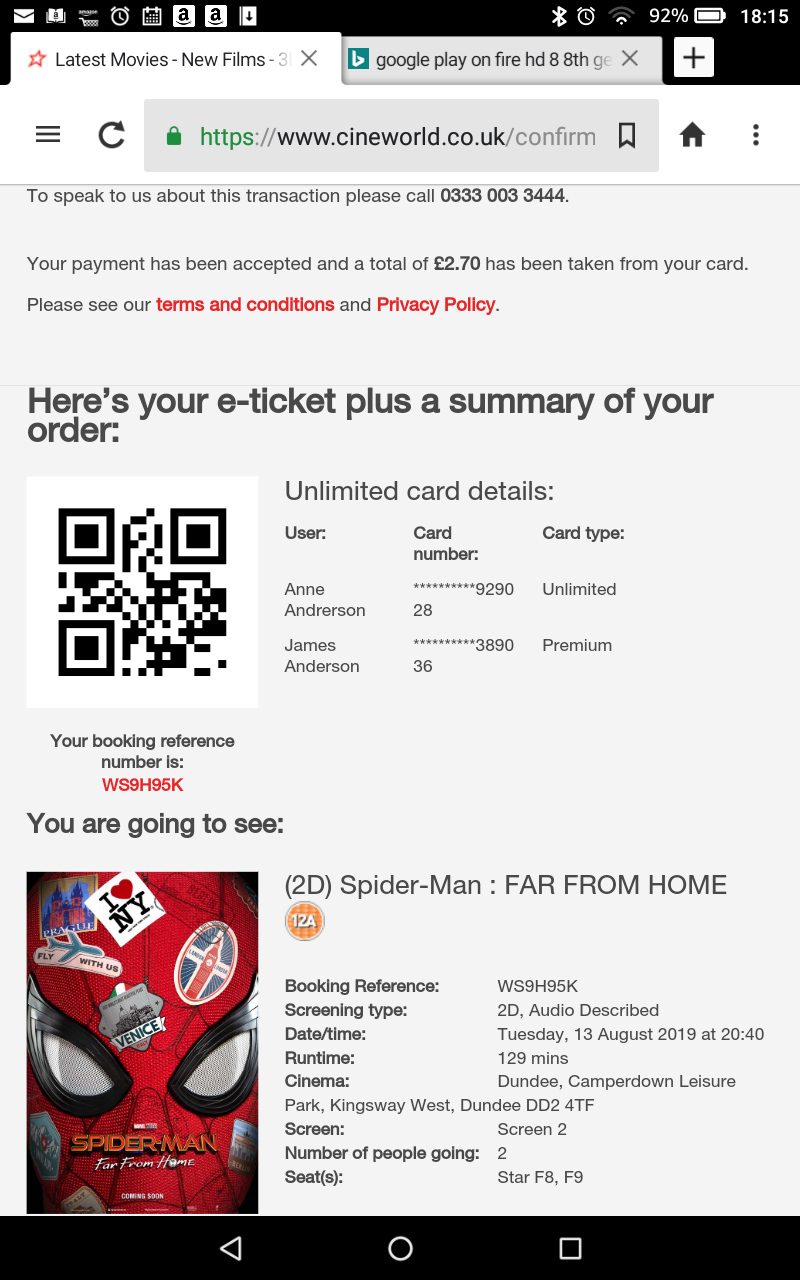 92% 18:15
Latest Movies - New Films - 3
google play on fire hd 8 8th ge
https://www.cineworld.co.uk/confirm
To speak to us about this transaction please call 0333 003 3444.
Your payment has been accepted and a total of £2.70 has been taken from your card.
Please see our terms and conditions and Privacy Policy.
Here’s your e-ticket plus a summary of your
order:
Unlimited card details:
User: Card number: Card type:
Anne Andrerson **********9290 28 Unlimited
James Anderson **********3890 36 Premium
Your booking reference
number is:
WS9H95K
You are going to see:
(2D) Spider-Man : FAR FROM HOME
12A
Booking Reference: WS9H95K
Screening type: 2D, Audio Described
Date/time: Tuesday, 13 August 2019 at 20:40
Runtime: 129 mins
Cinema: Dundee, Camperdown Leisure
Park, Kingsway West, Dundee DD2 4TF
Screen: Screen 2
Number of people going: 2
Seat(s): Star F8, F9
I NY
PRAGUE
BERLIN
FLY WITH US
LONDON LONDON
VENICE
SPIDER-MAN
Far From Home
COMING SOON